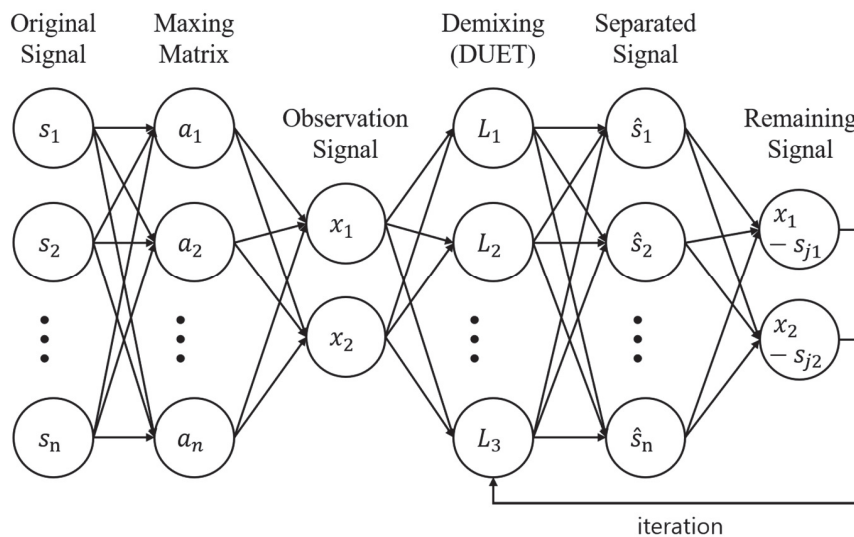 Original
Signal
Maxing
Matrix
Observation
Signal
Demixing
(DUET)
Separated
Signal
Remaining
Signal
s₁
a₁
L₁
ŝ₁
s₂
a₂
x₁
L₂
ŝ₂
x₁
− sⱼ₁
x₂
x₂
− sⱼ₂
sₙ
aₙ
L₃
ŝₙ
iteration